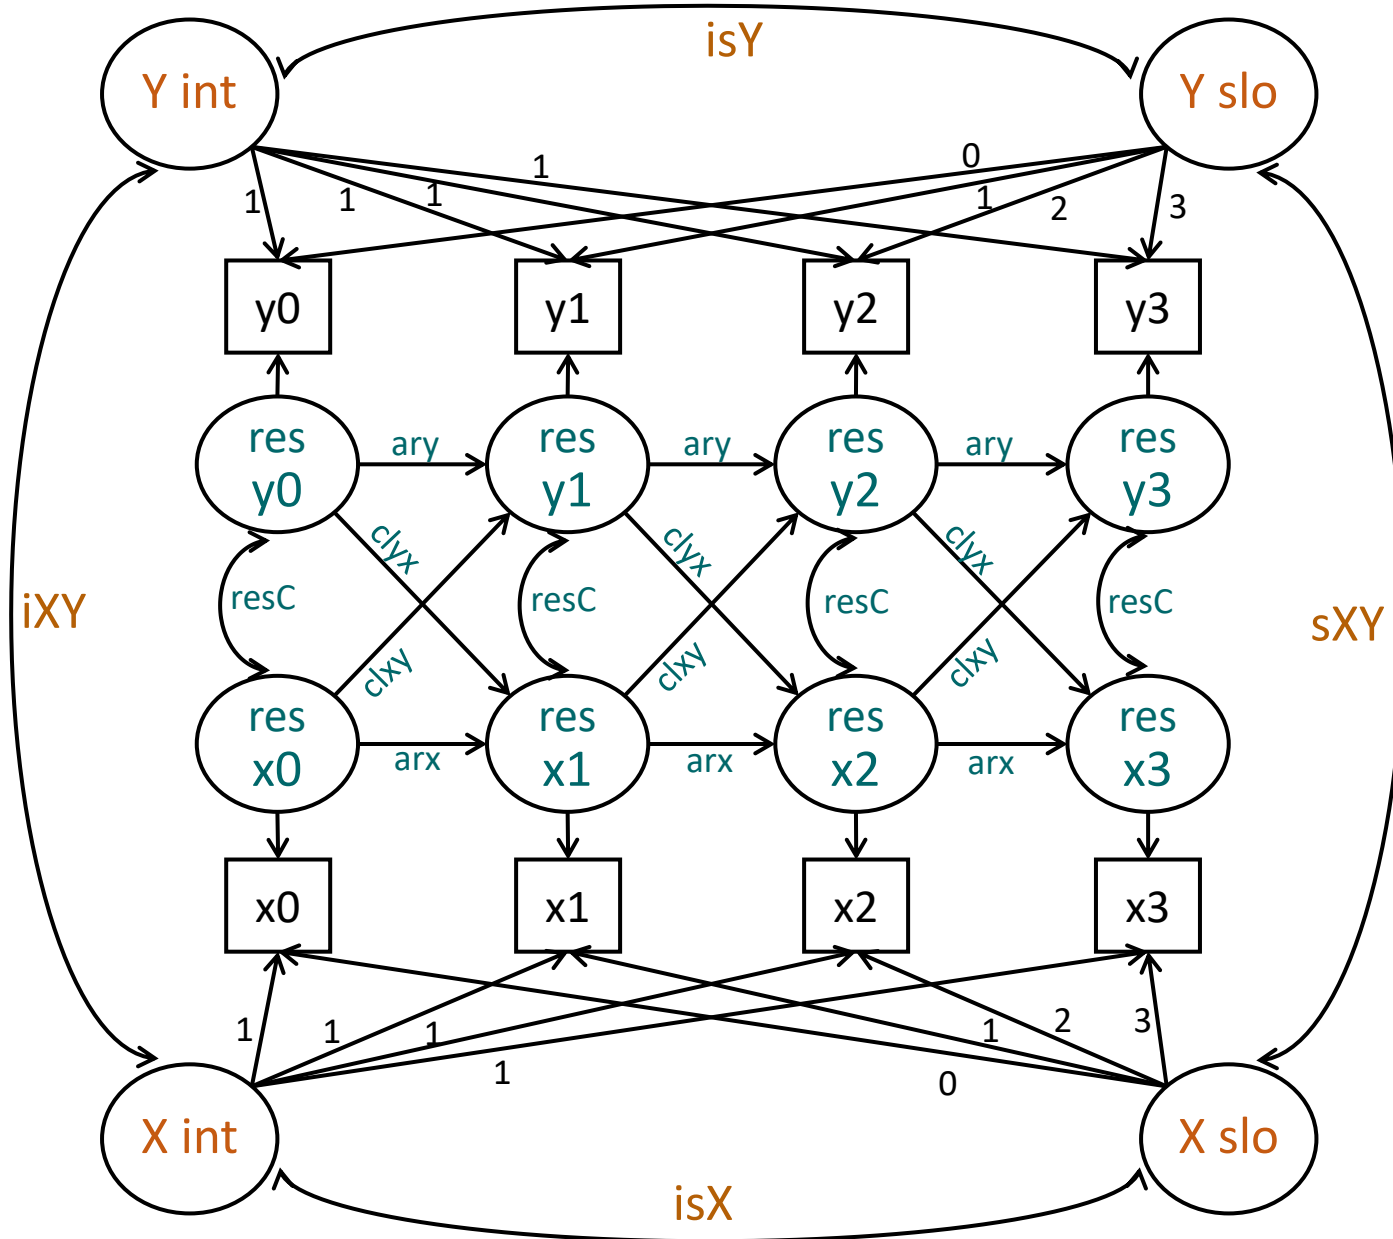 isY
Y int
Y slo
1
1
1
1
0
1
2
3
y0
y1
y2
y3
res
y0
ary
res
y1
ary
res
y2
ary
res
y3
clyx
clyx
clyx
iXY
resC
resC
resC
resC
sXY
clxy
clxy
clxy
res
x0
arx
res
x1
arx
res
x2
arx
res
x3
x0
x1
x2
x3
1
1
1
1
0
1
2
3
X int
X slo
isX